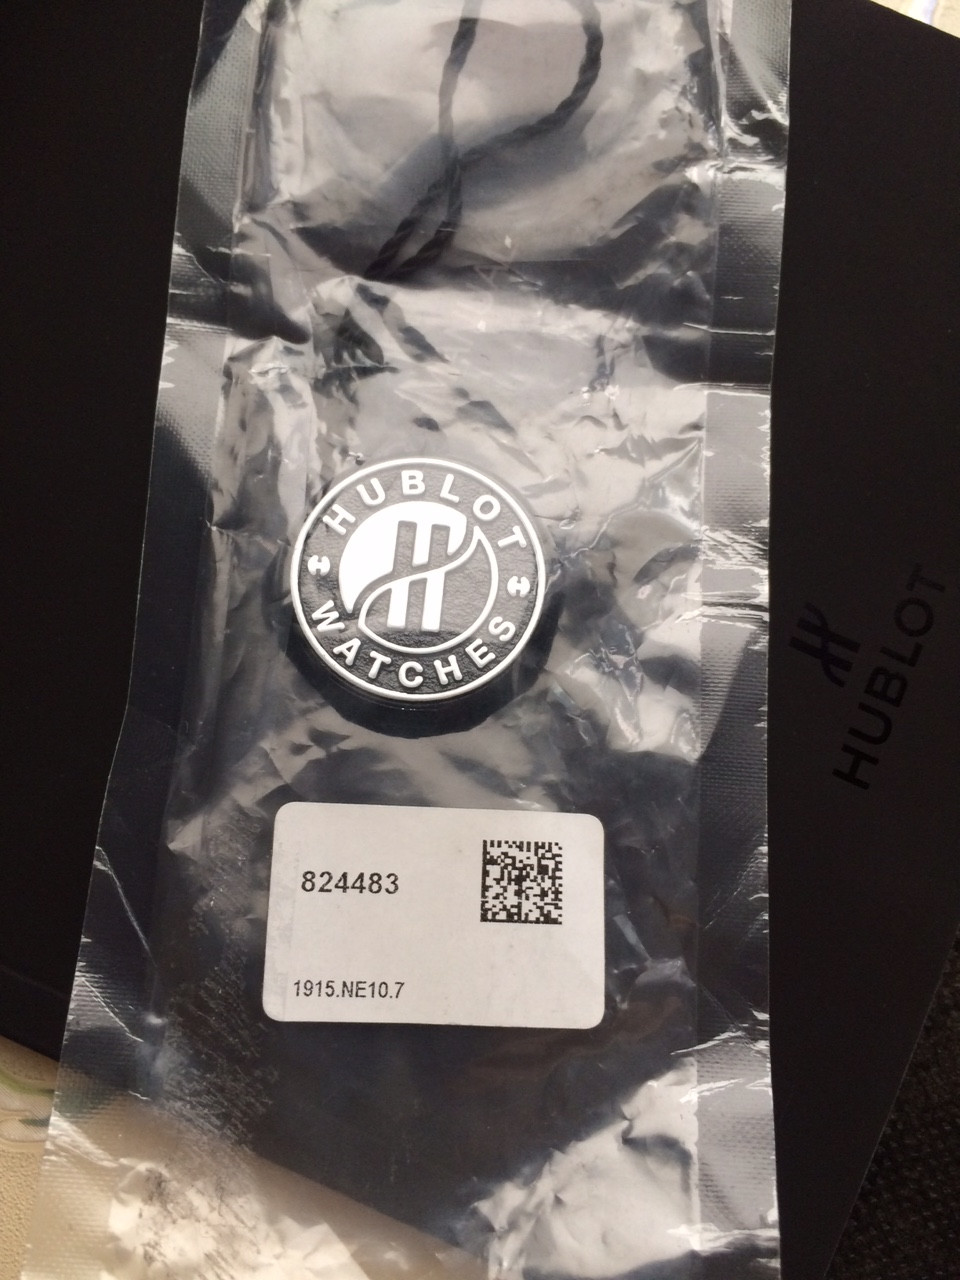 HUBLOT
H
WATCHES
824483
1915.NE10.7
H
HUBLOT